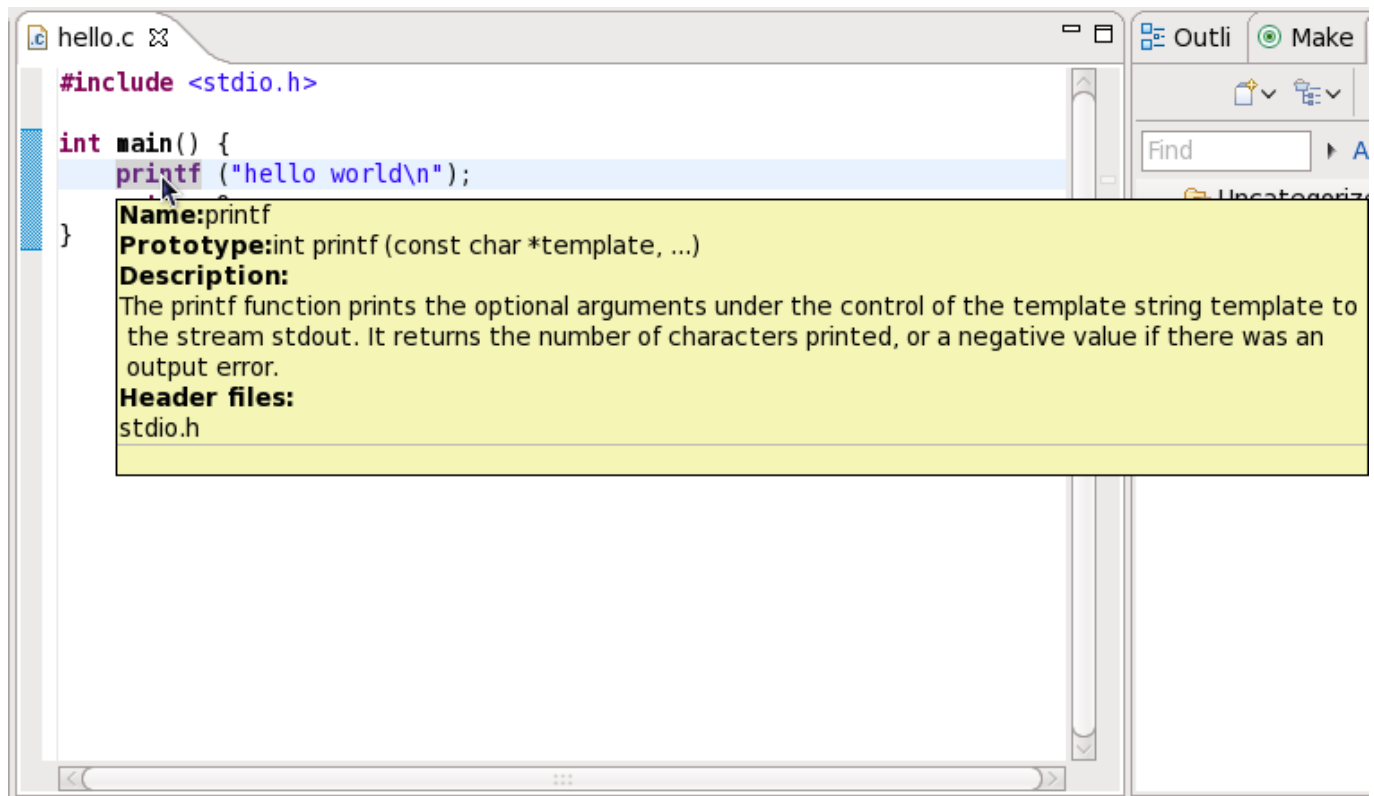 hello.c
Outli
Make
#include <stdio.h>
Find
A
int main() {
printf ("hello world\n");
}
Name:printf
Prototype:int printf (const char *template, ...)
Description:
The printf function prints the optional arguments under the control of the template string template to
the stream stdout. It returns the number of characters printed, or a negative value if there was an
output error.
Header files:
stdio.h